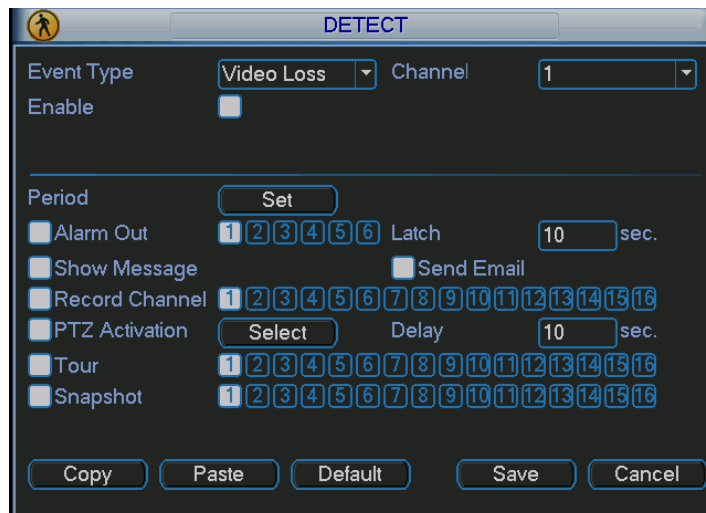 DETECT
Event Type Video Loss Channel 1
Enable
Period Set
Alarm Out 1 2 3 4 5 6 Latch 10 sec.
Show Message Send Email
Record Channel 1 2 3 4 5 6 7 8 9 10 11 12 13 14 15 16
PTZ Activation Select Delay 10 sec.
Tour 1 2 3 4 5 6 7 8 9 10 11 12 13 14 15 16
Snapshot 1 2 3 4 5 6 7 8 9 10 11 12 13 14 15 16
Copy Paste Default Save Cancel